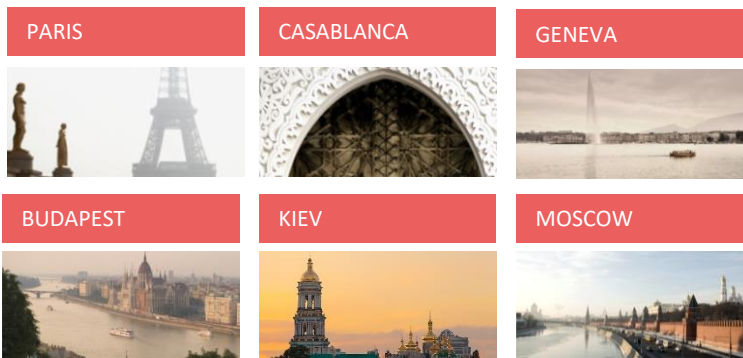 PARIS
CASABLANCA
GENEVA
BUDAPEST
KIEV
MOSCOW